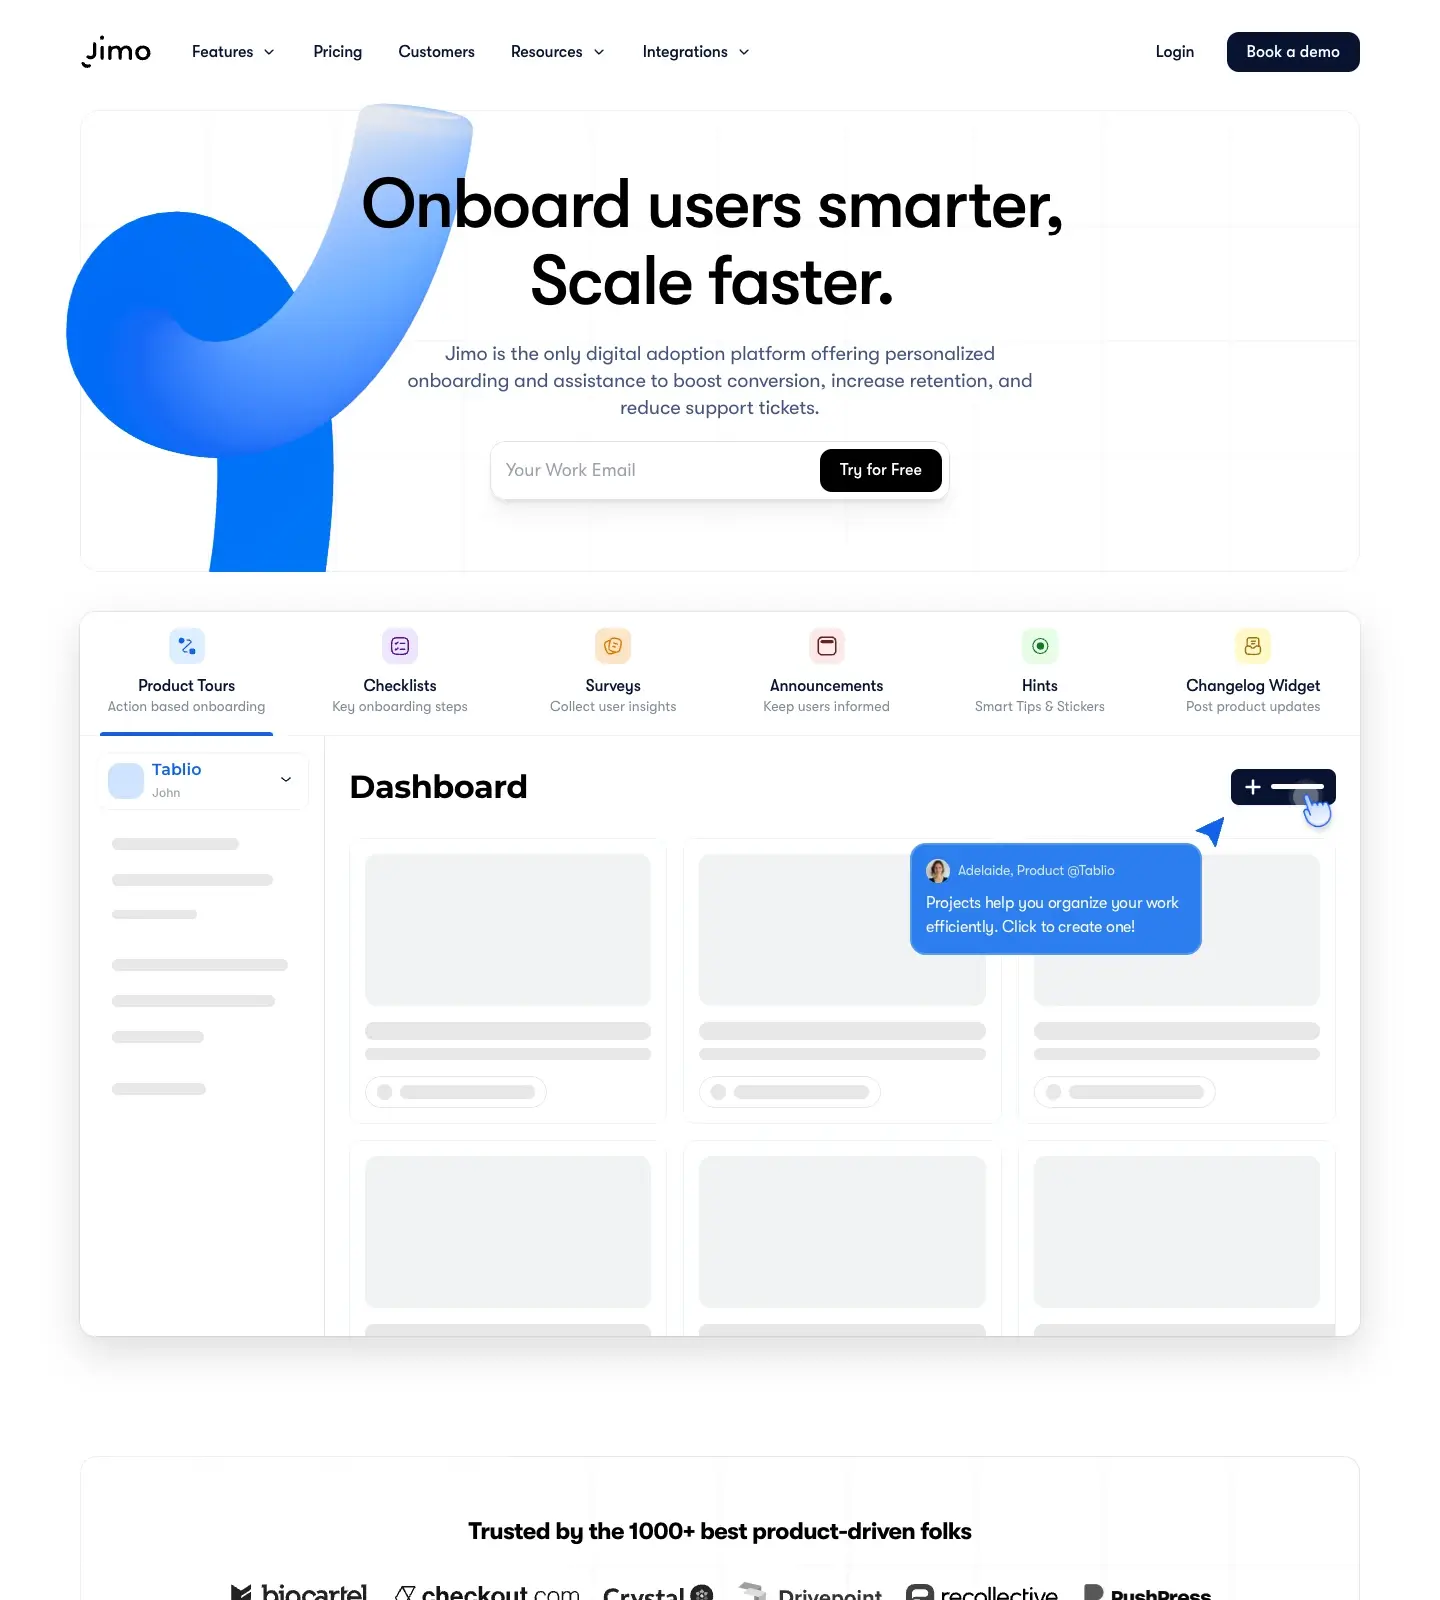 Jimo
Features
Pricing
Customers
Resources
Integrations
Login
Book a demo
Onboard users smarter,
Scale faster.
Jimo is the only digital adoption platform offering personalized
onboarding and assistance to boost conversion, increase retention, and
reduce support tickets.
Your Work Email
Try for Free
Product Tours
Action based onboarding
Checklists
Key onboarding steps
Surveys
Collect user insights
Announcements
Keep users informed
Hints
Smart Tips & Stickers
Changelog Widget
Post product updates
Tablio
John
Dashboard
Adelaide, Product @Tablio
Projects help you organize your work
efficiently. Click to create one!
Trusted by the 1000+ best product-driven folks
biocartel
checkout.com
Crystal
Drivepoint
recollective
PushPress